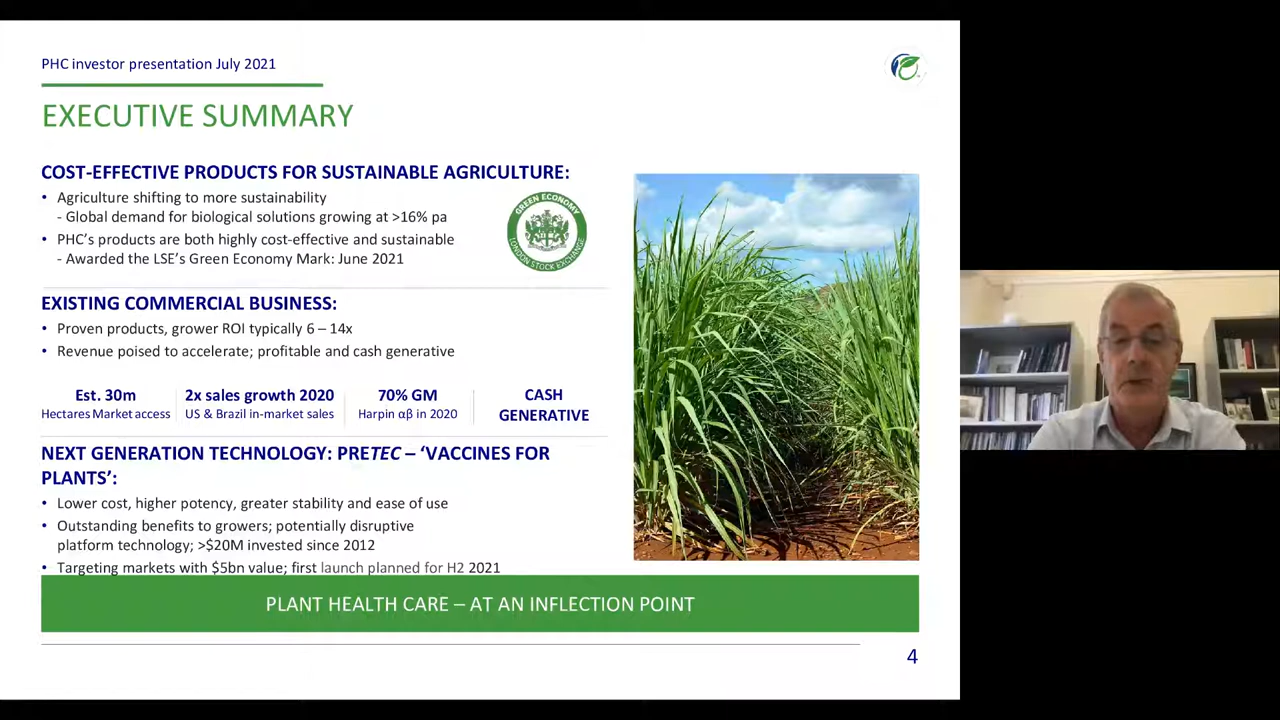 PHC investor presentation July 2021
EXECUTIVE SUMMARY
COST-EFFECTIVE PRODUCTS FOR SUSTAINABLE AGRICULTURE:
• Agriculture shifting to more sustainability
- Global demand for biological solutions growing at >16% pa
• PHC's products are both highly cost-effective and sustainable
- Awarded the LSE's Green Economy Mark: June 2021
GREEN ECONOMY
LONDON STOCK EXCHANGE
EXISTING COMMERCIAL BUSINESS:
• Proven products, grower ROI typically 6 – 14x
• Revenue poised to accelerate; profitable and cash generative
Est. 30m
Hectares Market access
2x sales growth 2020
US & Brazil in-market sales
70% GM
Harpin αβ in 2020
CASH
GENERATIVE
NEXT GENERATION TECHNOLOGY: PRETEC – ‘VACCINES FOR
PLANTS’:
• Lower cost, higher potency, greater stability and ease of use
• Outstanding benefits to growers; potentially disruptive
platform technology; >$20M invested since 2012
• Targeting markets with $5bn value; first launch planned for H2 2021
PLANT HEALTH CARE – AT AN INFLECTION POINT
4